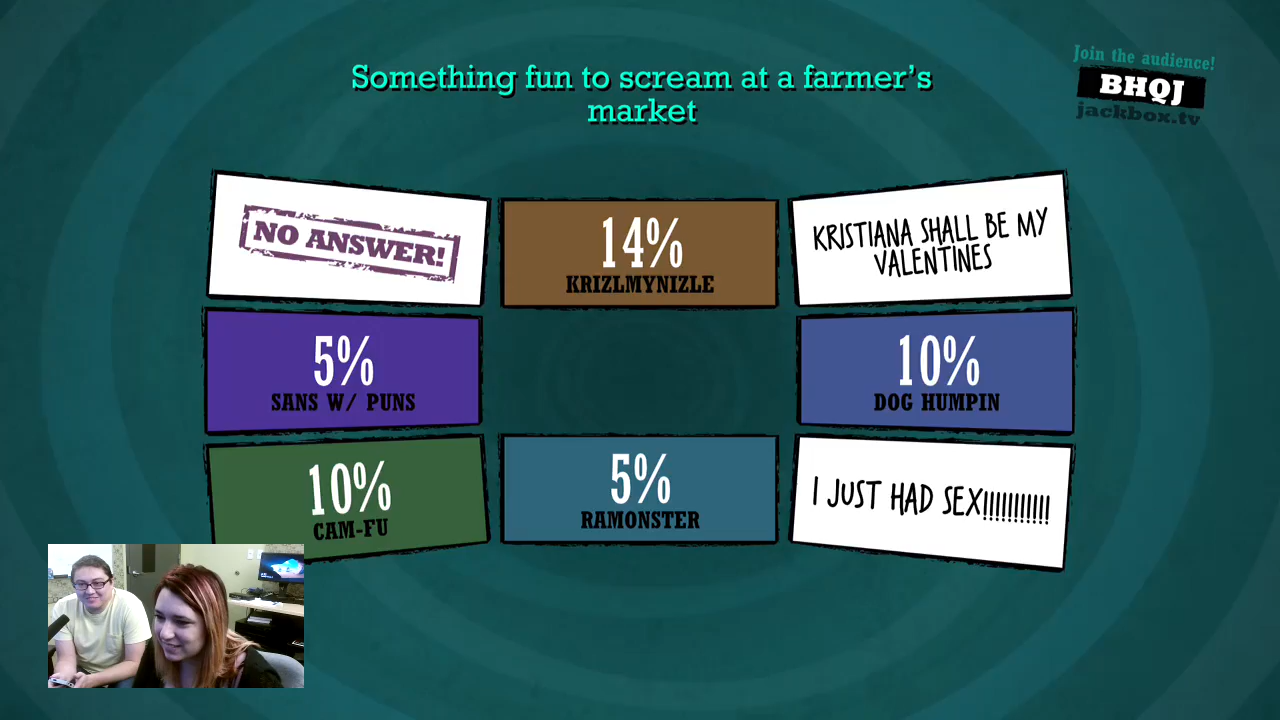 Something fun to scream at a farmer's
market
Join the audience!
BHQJ
jackbox.tv
NO ANSWER!
14%
KRIZLMYNIZLE
KRISTIANA SHALL BE MY
VALENTINES
5%
SANS W/ PUNS
10%
DOG HUMPIN
10%
CAM-FU
5%
RAMONSTER
I JUST HAD SEX!!!!!!!!!!!